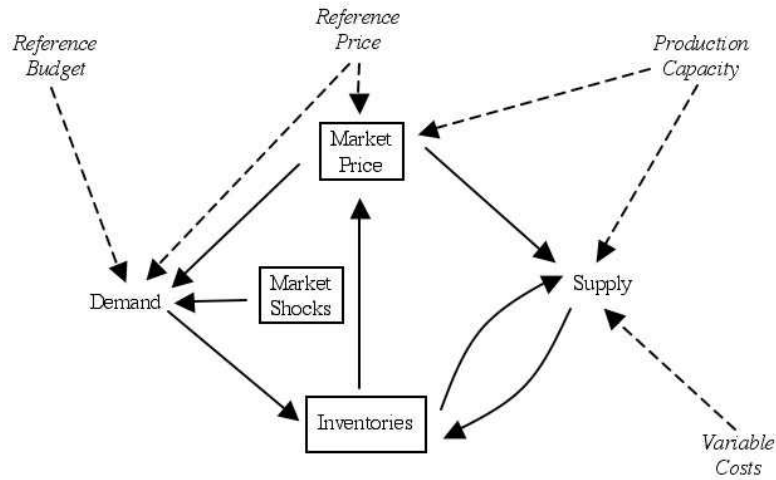 Reference
Budget
Reference
Price
Production
Capacity
Market
Price
Demand
Market
Shocks
Supply
Inventories
Variable
Costs